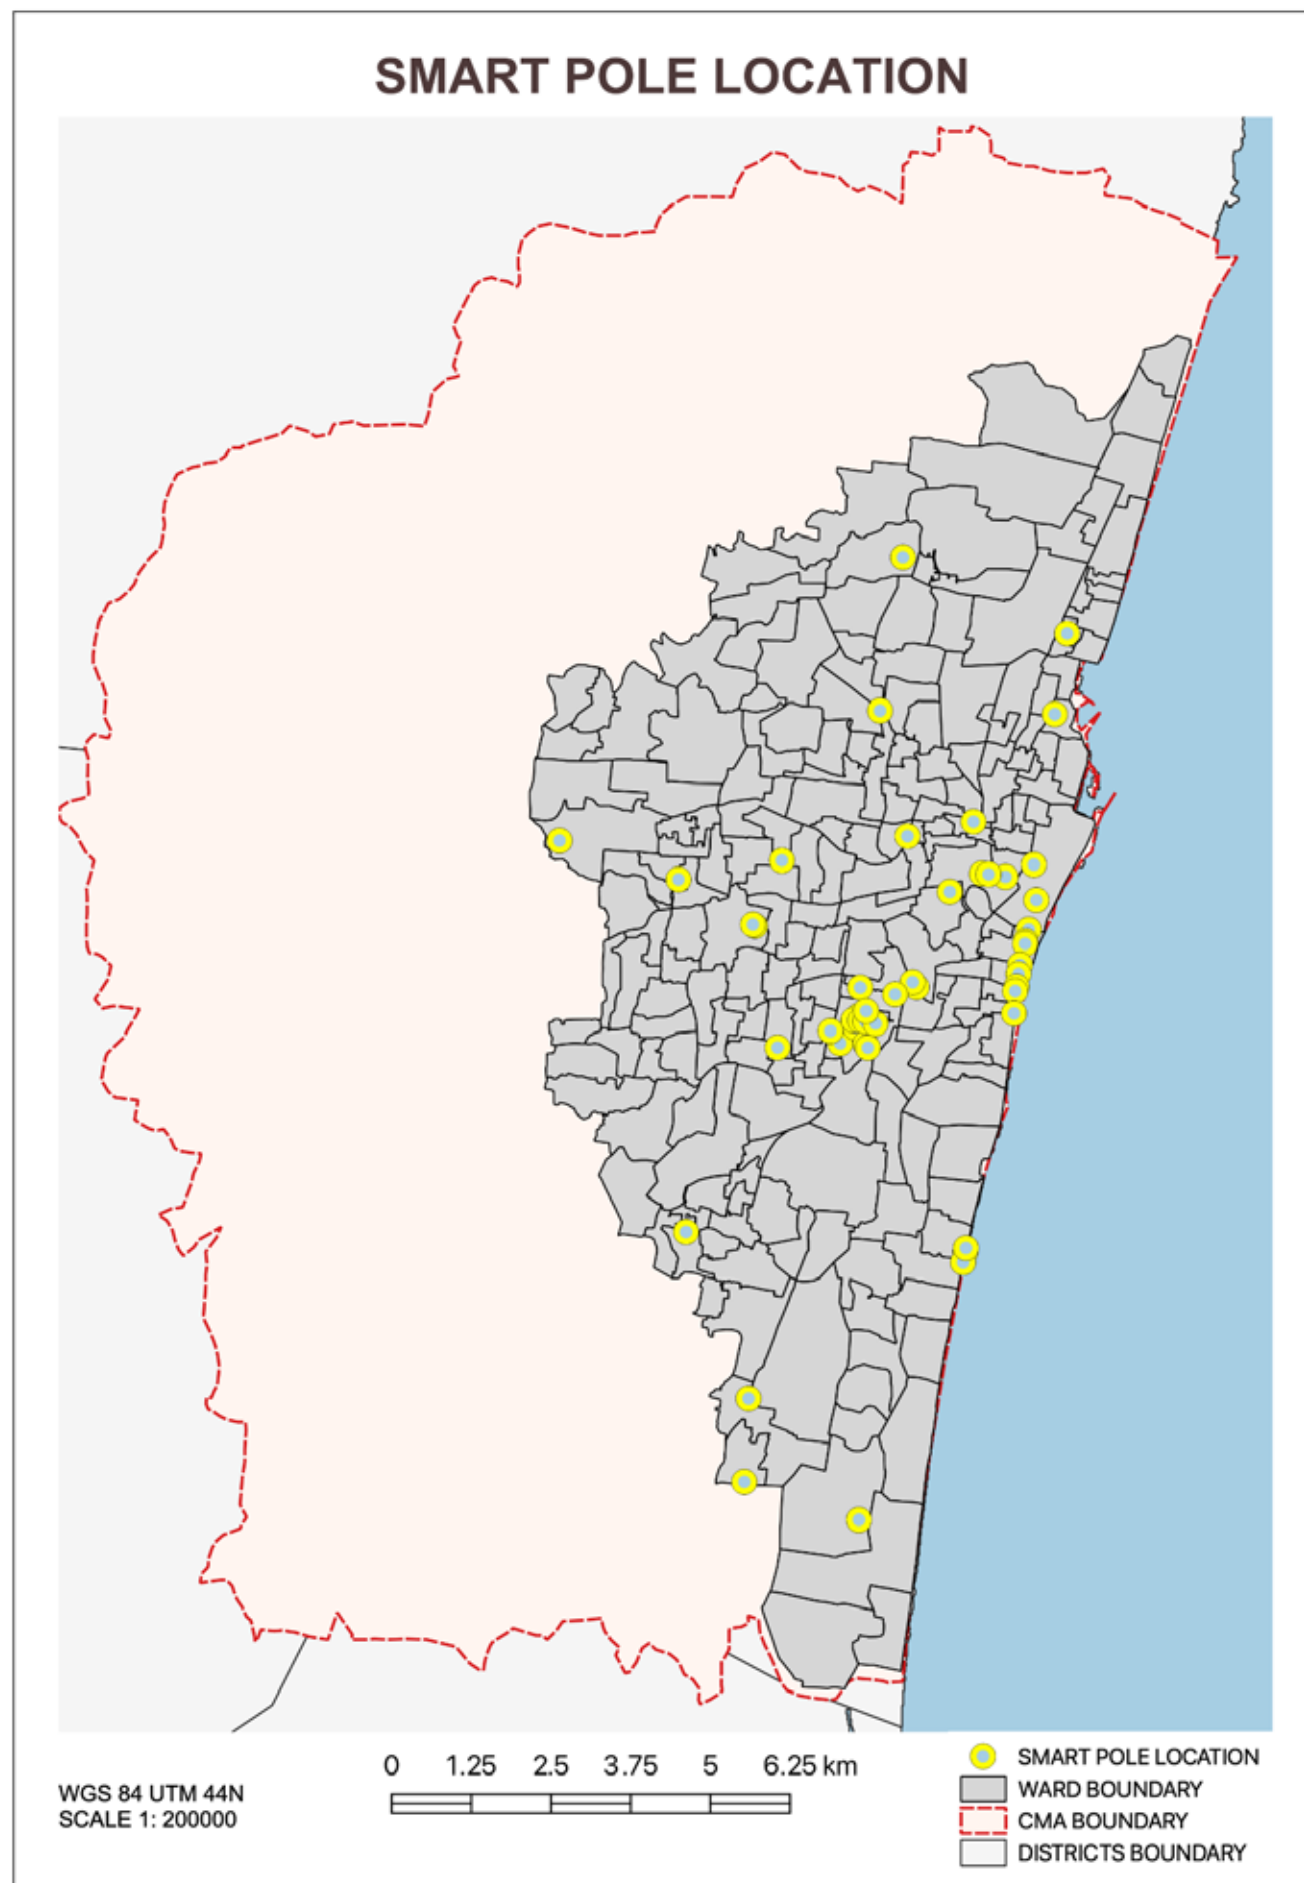 SMART POLE LOCATION
0 1.25 2.5 3.75 5 6.25 km
WGS 84 UTM 44N
SCALE 1: 200000
SMART POLE LOCATION
WARD BOUNDARY
CMA BOUNDARY
DISTRICTS BOUNDARY